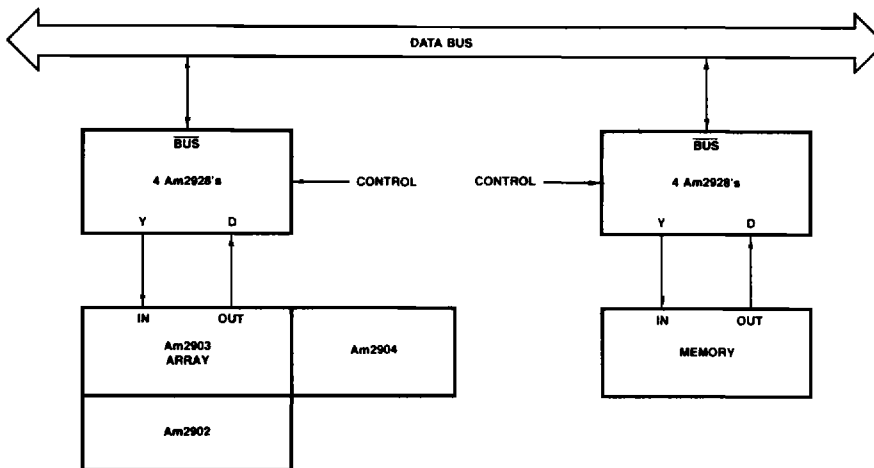 DATA BUS
BUS
4 Am2928's
Y D
CONTROL
IN OUT
Am2903
ARRAY
Am2904
Am2902
CONTROL
BUS
4 Am2928's
Y D
IN OUT
MEMORY